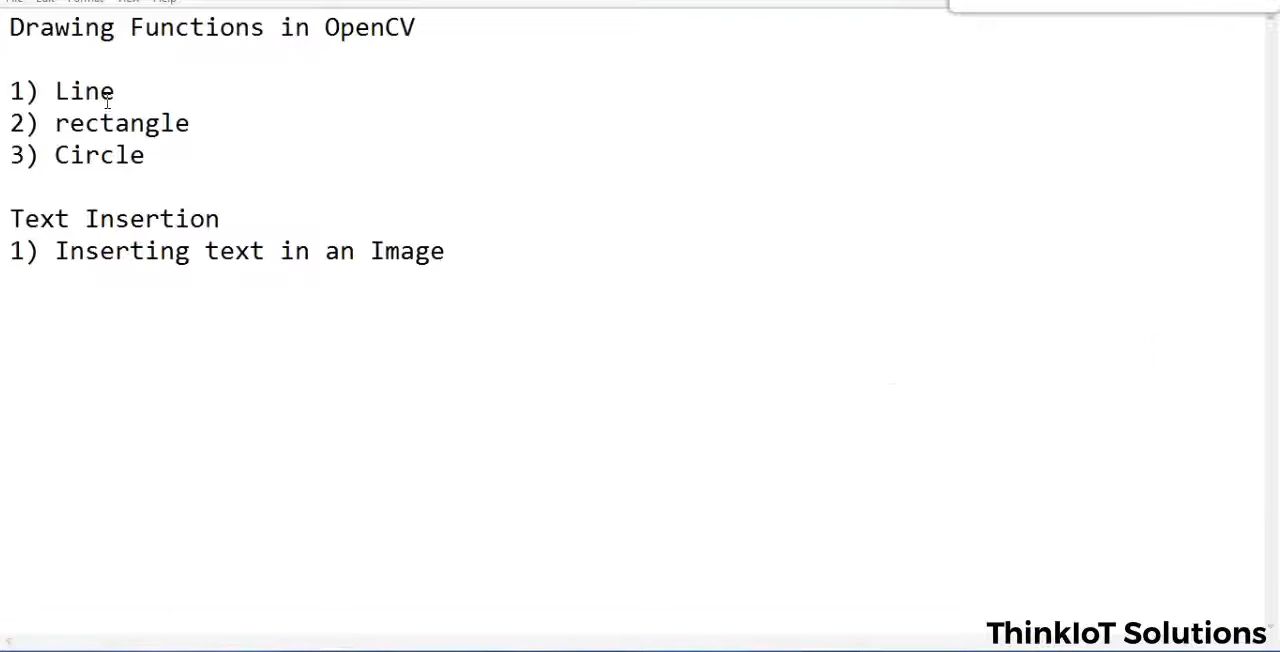 Drawing Functions in OpenCV
1) Line
2) rectangle
3) Circle
Text Insertion
1) Inserting text in an Image
ThinkIoT Solutions